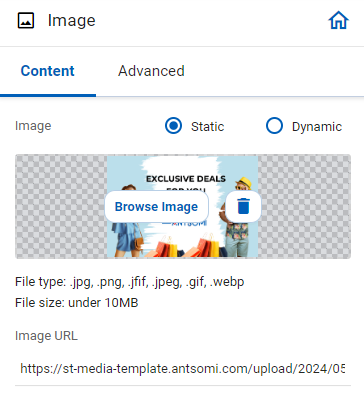 Image
Content Advanced
Image Static Dynamic
EXCLUSIVE DEALS
FOR YOU
Browse Image
ANTSOMI
File type: .jpg, .png, .jfif, .jpeg, .gif, .webp
File size: under 10MB
Image URL
https://st-media-template.antsomi.com/upload/2024/05